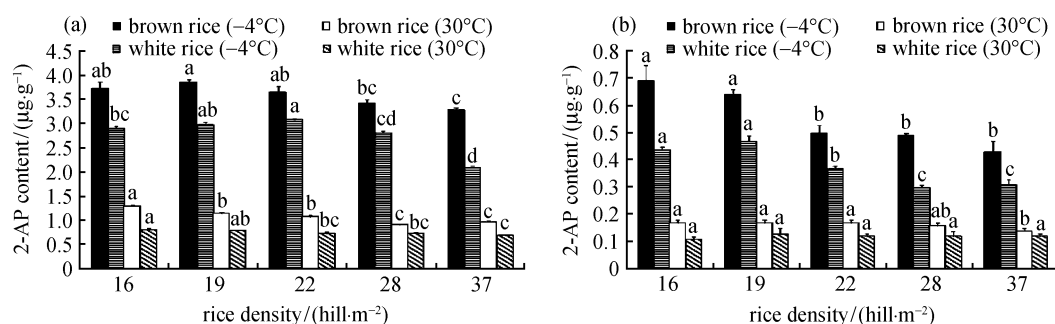 (a)
brown rice (−4°C) brown rice (30°C)
white rice (−4°C) white rice (30°C)
2-AP content/(μg·g⁻¹)
4.5
4.0
3.5
3.0
2.5
2.0
1.5
1.0
0.5
0
ab bc a a
a ab b ab
ab a b bc
bc cd c bc
c d c c
16 19 22 28 37
rice density/(hill·m⁻²)
(b)
brown rice (−4°C) brown rice (30°C)
white rice (−4°C) white rice (30°C)
2-AP content/(μg·g⁻¹)
0.8
0.7
0.6
0.5
0.4
0.3
0.2
0.1
0
a a a a
a a a a
b b a a
b c ab a
b c b a
16 19 22 28 37
rice density/(hill·m⁻²)